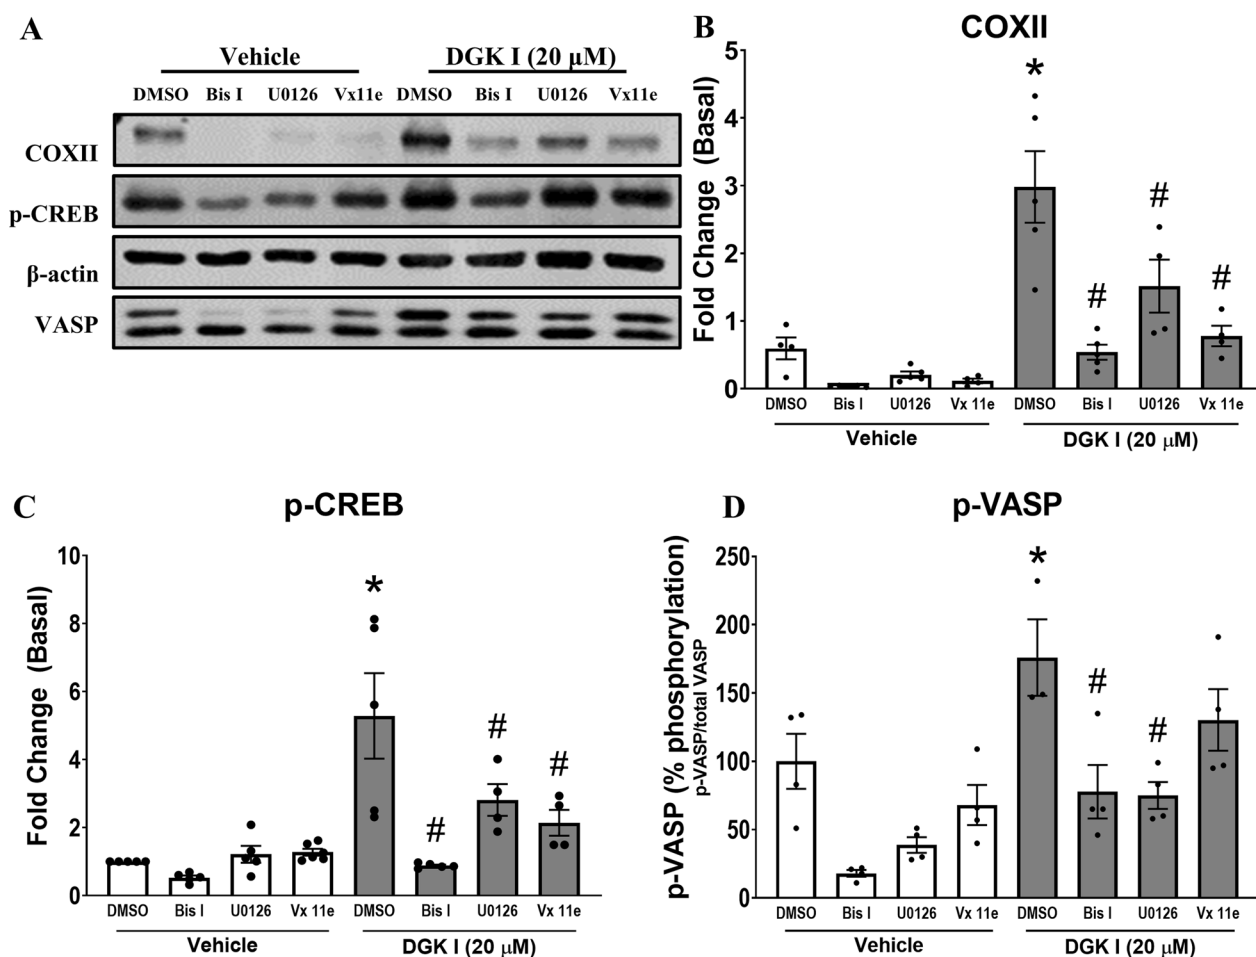 A
Vehicle DGK I (20 µM)
DMSO Bis I U0126 Vx11e DMSO Bis I U0126 Vx11e
COXII
p-CREB
β-actin
VASP
B
COXII
Fold Change (Basal)
5
4
3
2
1
0
DMSO Bis I U0126 Vx 11e DMSO Bis I U0126 Vx 11e
Vehicle DGK I (20 µM)
*
# # #
C
p-CREB
Fold Change (Basal)
10
8
6
4
2
0
DMSO Bis I U0126 Vx 11e DMSO Bis I U0126 Vx 11e
Vehicle DGK I (20 µM)
*
# # #
D
p-VASP
p-VASP (% phosphorylation)
p-VASP/total VASP
250
200
150
100
50
0
DMSO Bis I U0126 Vx 11e DMSO Bis I U0126 Vx 11e
Vehicle DGK I (20 µM)
*
# #